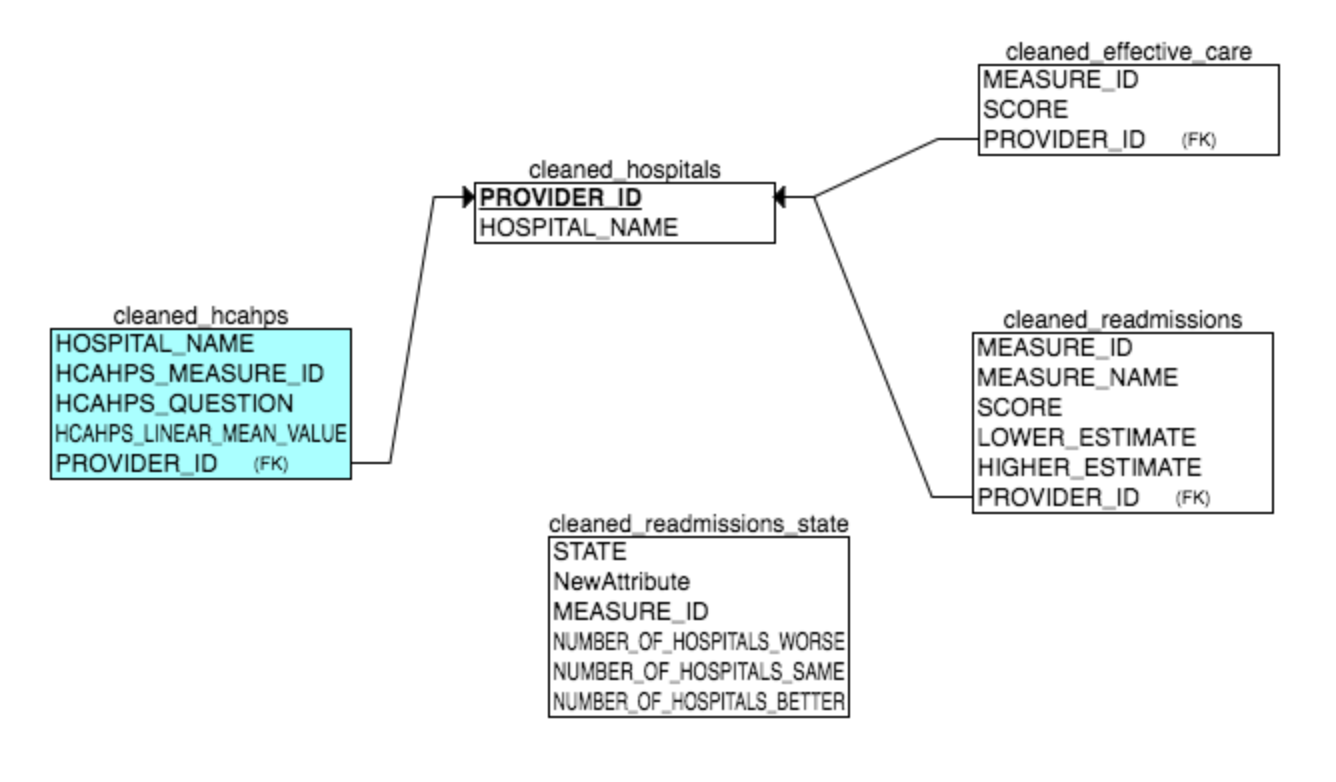 cleaned_effective_care
MEASURE_ID
SCORE
PROVIDER_ID (FK)
cleaned_hospitals
PROVIDER_ID
HOSPITAL_NAME
cleaned_hcahps
HOSPITAL_NAME
HCAHPS_MEASURE_ID
HCAHPS_QUESTION
HCAHPS_LINEAR_MEAN_VALUE
PROVIDER_ID (FK)
cleaned_readmissions
MEASURE_ID
MEASURE_NAME
SCORE
LOWER_ESTIMATE
HIGHER_ESTIMATE
PROVIDER_ID (FK)
cleaned_readmissions_state
STATE
NewAttribute
MEASURE_ID
NUMBER_OF_HOSPITALS_WORSE
NUMBER_OF_HOSPITALS_SAME
NUMBER_OF_HOSPITALS_BETTER